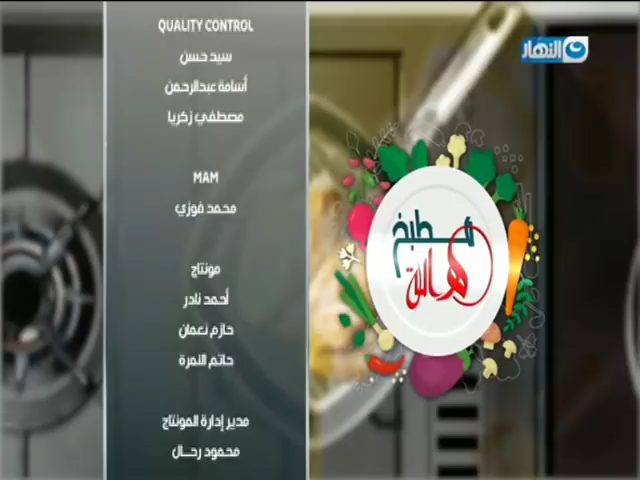 QUALITY CONTROL
سيد حسن
أسامة عبدالرحمن
مصطفي زكريا
MAM
محمد فوزي
مونتاج
أحمد نادر
حازم نعمان
حاتم النمرة
مدير إدارة المونتاج
محمود رحال
النهار
مطبخ
هالة